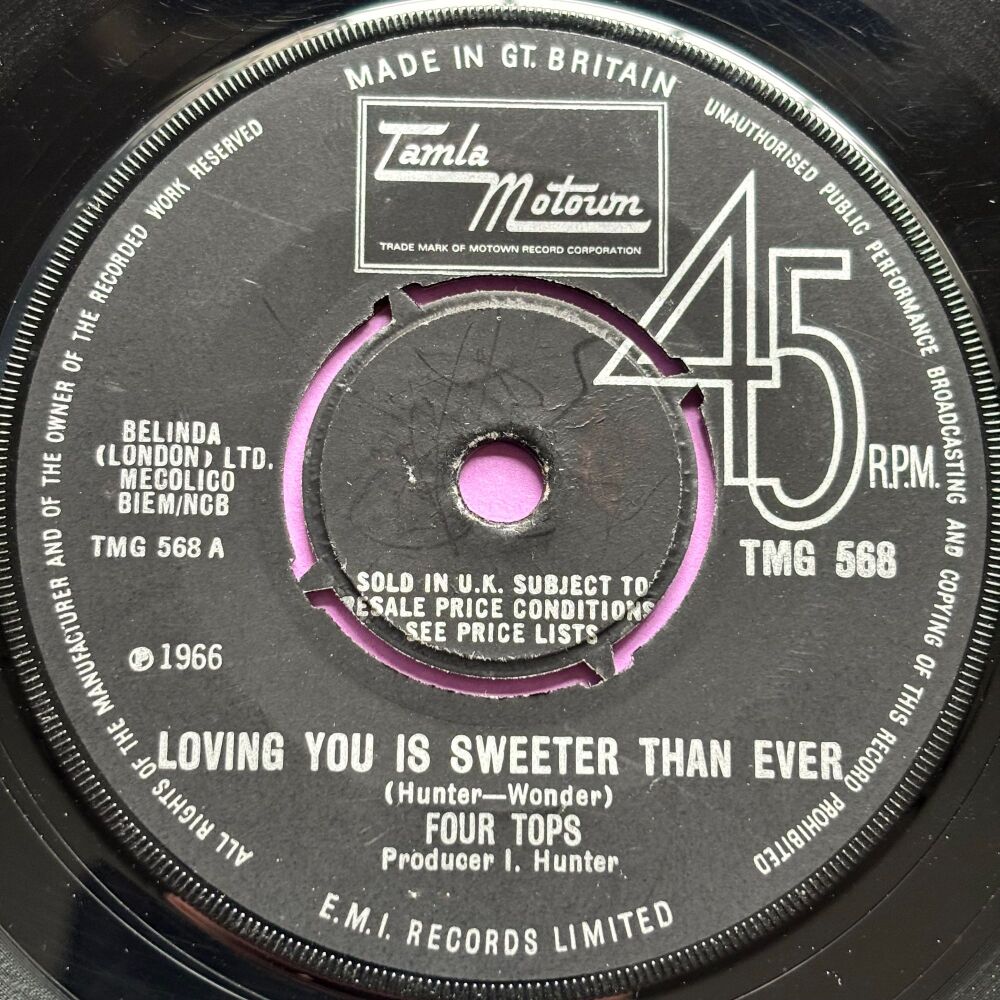 MADE IN GT. BRITAIN
UNAUTHORISED PUBLIC PERFORMANCE BROADCASTING AND COPYING OF THIS RECORD PROHIBITED
ALL RIGHTS OF THE MANUFACTURER AND OF THE OWNER OF THE RECORDED WORK RESERVED
Tamla
Motown
TRADE MARK OF MOTOWN RECORD CORPORATION
45
R.P.M.
BELINDA
(LONDON) LTD.
MECOLICO
BIEM/NCB
TMG 568 A
TMG 568
SOLD IN U.K. SUBJECT TO
RESALE PRICE CONDITIONS
SEE PRICE LISTS
℗ 1966
LOVING YOU IS SWEETER THAN EVER
(Hunter—Wonder)
FOUR TOPS
Producer I. Hunter
E.M.I. RECORDS LIMITED